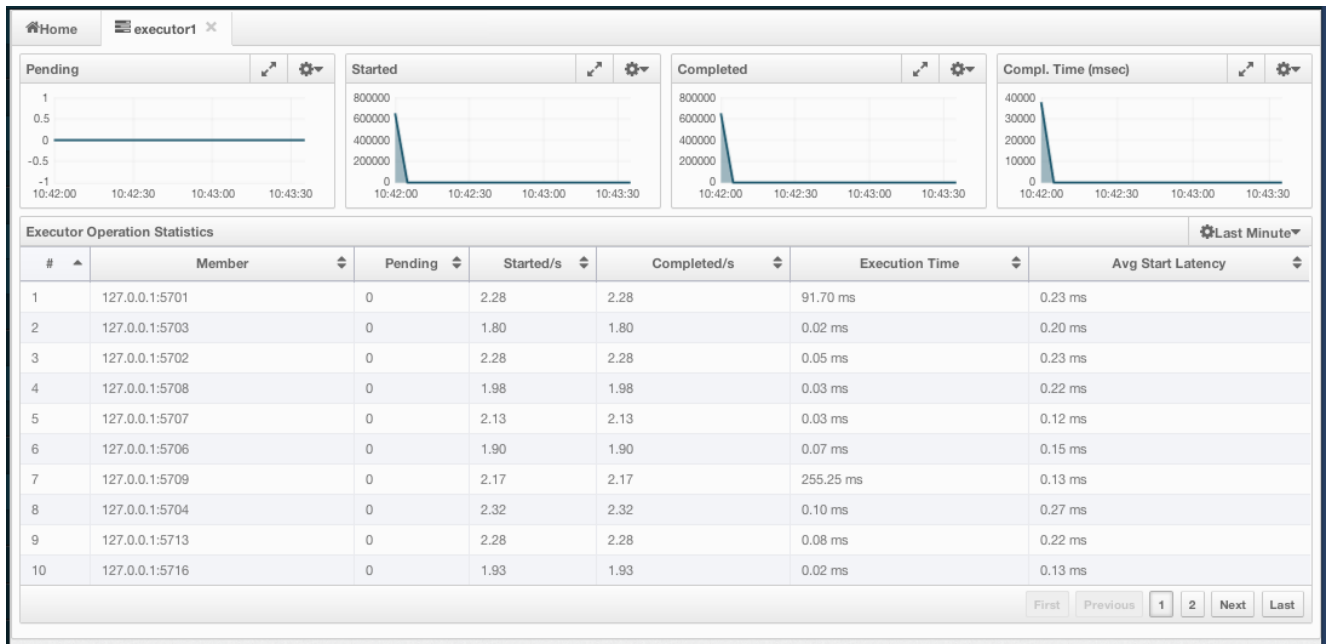 Home executor1
Pending Started Completed Compl. Time (msec)
1
0.5
0
-0.5
-1
10:42:00 10:42:30 10:43:00 10:43:30
800000
600000
400000
200000
0
10:42:00 10:42:30 10:43:00 10:43:30
800000
600000
400000
200000
0
10:42:00 10:42:30 10:43:00 10:43:30
40000
30000
20000
10000
0
10:42:00 10:42:30 10:43:00 10:43:30
Executor Operation Statistics Last Minute
# Member Pending Started/s Completed/s Execution Time Avg Start Latency
1 127.0.0.1:5701 0 2.28 2.28 91.70 ms 0.23 ms
2 127.0.0.1:5703 0 1.80 1.80 0.02 ms 0.20 ms
3 127.0.0.1:5702 0 2.28 2.28 0.05 ms 0.23 ms
4 127.0.0.1:5708 0 1.98 1.98 0.03 ms 0.22 ms
5 127.0.0.1:5707 0 2.13 2.13 0.03 ms 0.12 ms
6 127.0.0.1:5706 0 1.90 1.90 0.07 ms 0.15 ms
7 127.0.0.1:5709 0 2.17 2.17 255.25 ms 0.13 ms
8 127.0.0.1:5704 0 2.32 2.32 0.10 ms 0.27 ms
9 127.0.0.1:5713 0 2.28 2.28 0.08 ms 0.22 ms
10 127.0.0.1:5716 0 1.93 1.93 0.02 ms 0.13 ms
First Previous 1 2 Next Last